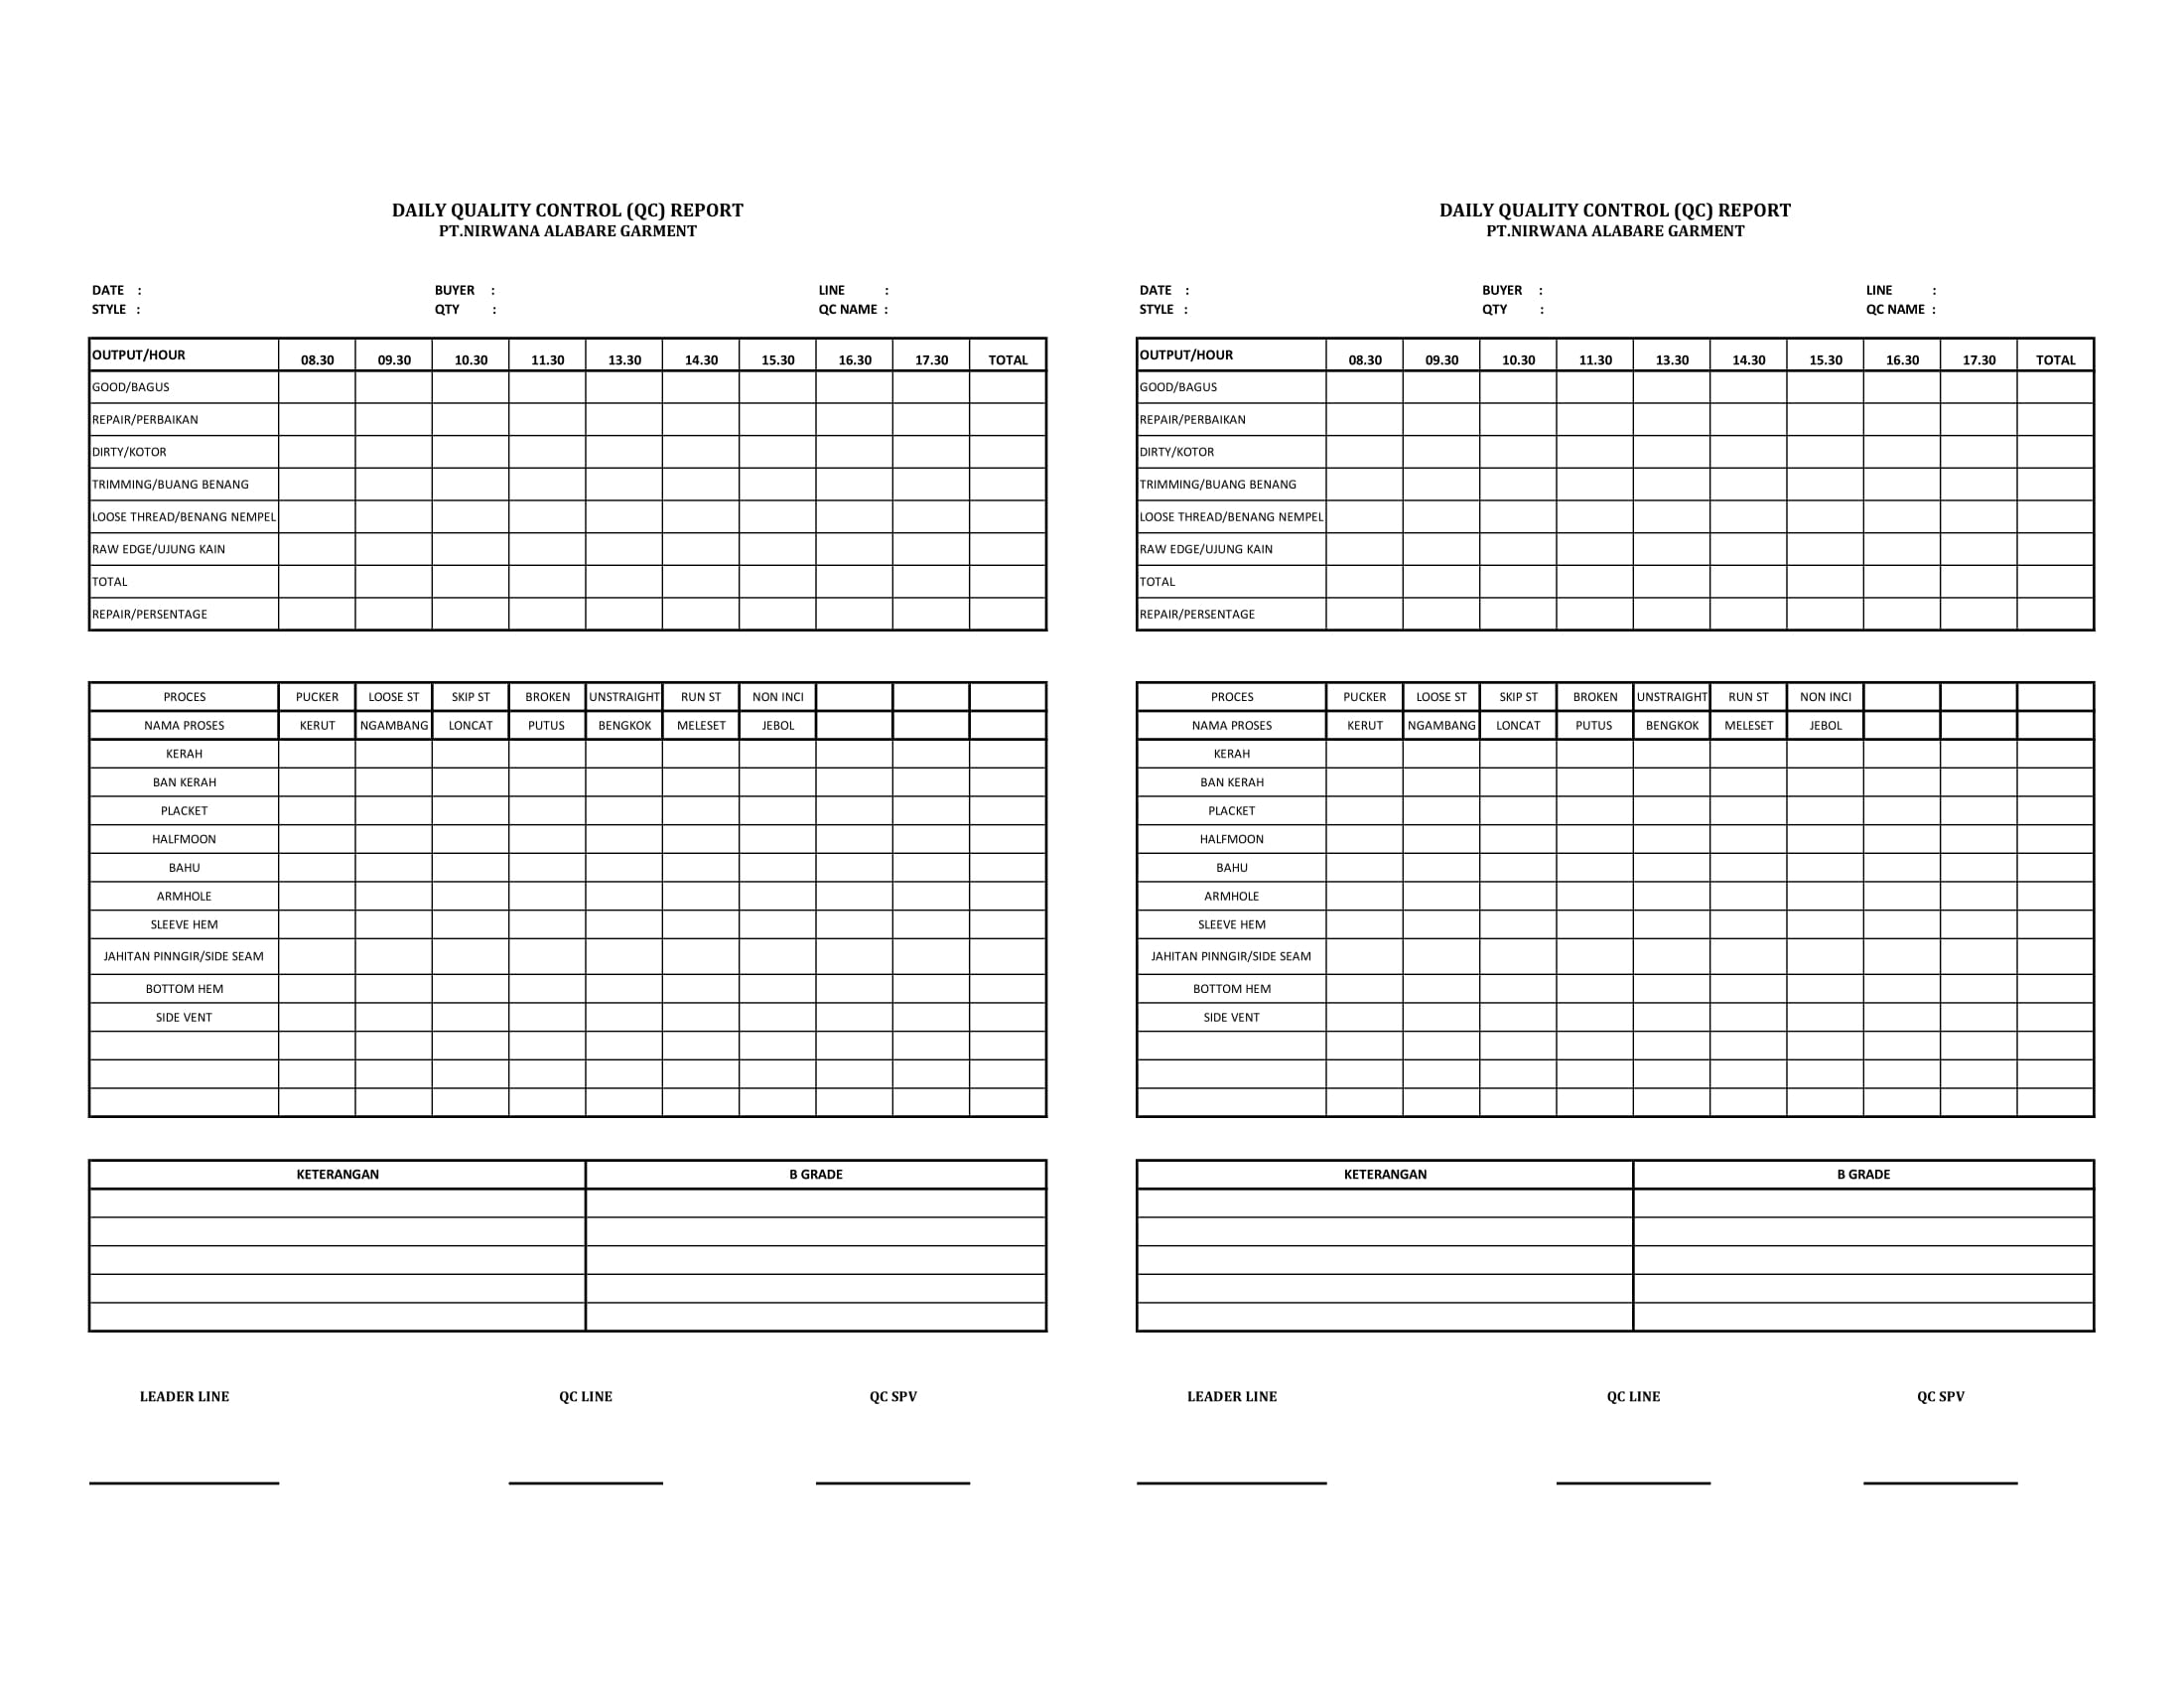 DAILY QUALITY CONTROL (QC) REPORT
PT.NIRWANA ALABARE GARMENT
DATE : BUYER : LINE :
STYLE : QTY : QC NAME :
OUTPUT/HOUR 08.30 09.30 10.30 11.30 13.30 14.30 15.30 16.30 17.30 TOTAL
GOOD/BAGUS
REPAIR/PERBAIKAN
DIRTY/KOTOR
TRIMMING/BUANG BENANG
LOOSE THREAD/BENANG NEMPEL
RAW EDGE/UJUNG KAIN
TOTAL
REPAIR/PERSENTAGE
PROCES PUCKER LOOSE ST SKIP ST BROKEN UNSTRAIGHT RUN ST NON INCI
NAMA PROSES KERUT NGAMBANG LONCAT PUTUS BENGKOK MELESET JEBOL
KERAH
BAN KERAH
PLACKET
HALFMOON
BAHU
ARMHOLE
SLEEVE HEM
JAHITAN PINNGIR/SIDE SEAM
BOTTOM HEM
SIDE VENT
KETERANGAN B GRADE
LEADER LINE QC LINE QC SPV
DAILY QUALITY CONTROL (QC) REPORT
PT.NIRWANA ALABARE GARMENT
DATE : BUYER : LINE :
STYLE : QTY : QC NAME :
OUTPUT/HOUR 08.30 09.30 10.30 11.30 13.30 14.30 15.30 16.30 17.30 TOTAL
GOOD/BAGUS
REPAIR/PERBAIKAN
DIRTY/KOTOR
TRIMMING/BUANG BENANG
LOOSE THREAD/BENANG NEMPEL
RAW EDGE/UJUNG KAIN
TOTAL
REPAIR/PERSENTAGE
PROCES PUCKER LOOSE ST SKIP ST BROKEN UNSTRAIGHT RUN ST NON INCI
NAMA PROSES KERUT NGAMBANG LONCAT PUTUS BENGKOK MELESET JEBOL
KERAH
BAN KERAH
PLACKET
HALFMOON
BAHU
ARMHOLE
SLEEVE HEM
JAHITAN PINNGIR/SIDE SEAM
BOTTOM HEM
SIDE VENT
KETERANGAN B GRADE
LEADER LINE QC LINE QC SPV